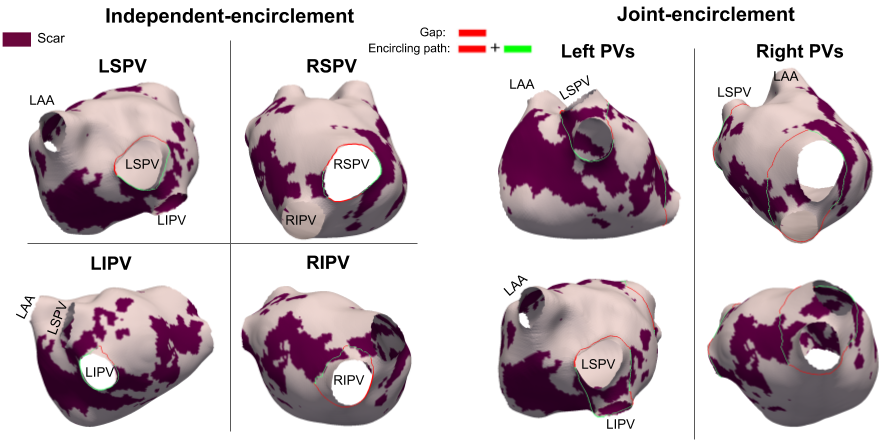 Independent-encirclement
Joint-encirclement
Scar
Gap:
Encircling path: +
LSPV
RSPV
Left PVs
Right PVs
LAA
LSPV
LIPV
RSPV
RIPV
LAA
LSPV
LSPV
LAA
LIPV
RIPV
LAA
LSPV
LIPV
RIPV
LAA
LSPV
LIPV